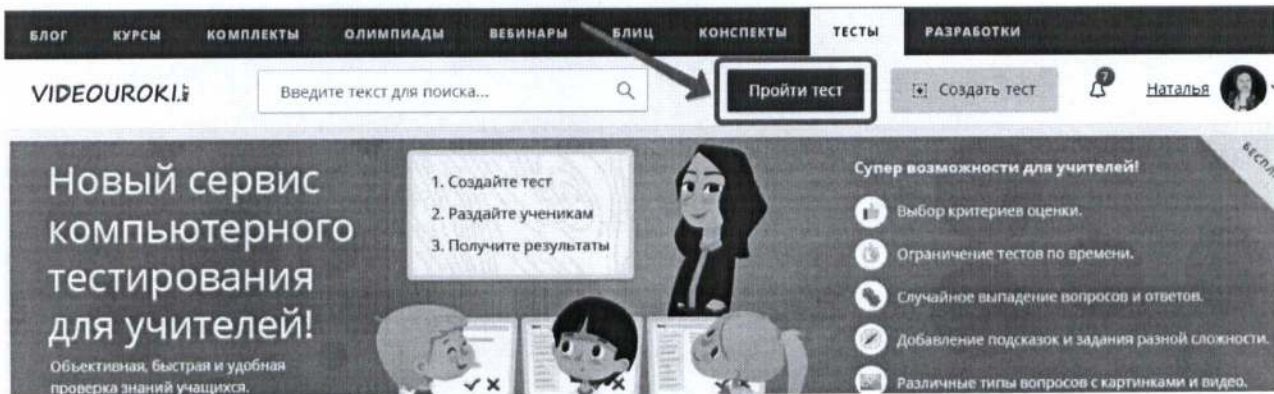 БЛОГ КУРСЫ КОМПЛЕКТЫ ОЛИМПИАДЫ ВЕБИНАРЫ БЛИЦ КОНСПЕКТЫ ТЕСТЫ РАЗРАБОТКИ
VIDEOUROKI.NET Введите текст для поиска... Пройти тест Создать тест 7 Наталья
Новый сервис
компьютерного
тестирования
для учителей!
Объективная, быстрая и удобная
проверка знаний учащихся.
1. Создайте тест
2. Раздайте ученикам
3. Получите результаты
Супер возможности для учителей!
Выбор критериев оценки.
Ограничение тестов по времени.
Случайное выпадение вопросов и ответов.
Добавление подсказок и задания разной сложности.
Различные типы вопросов с картинками и видео.